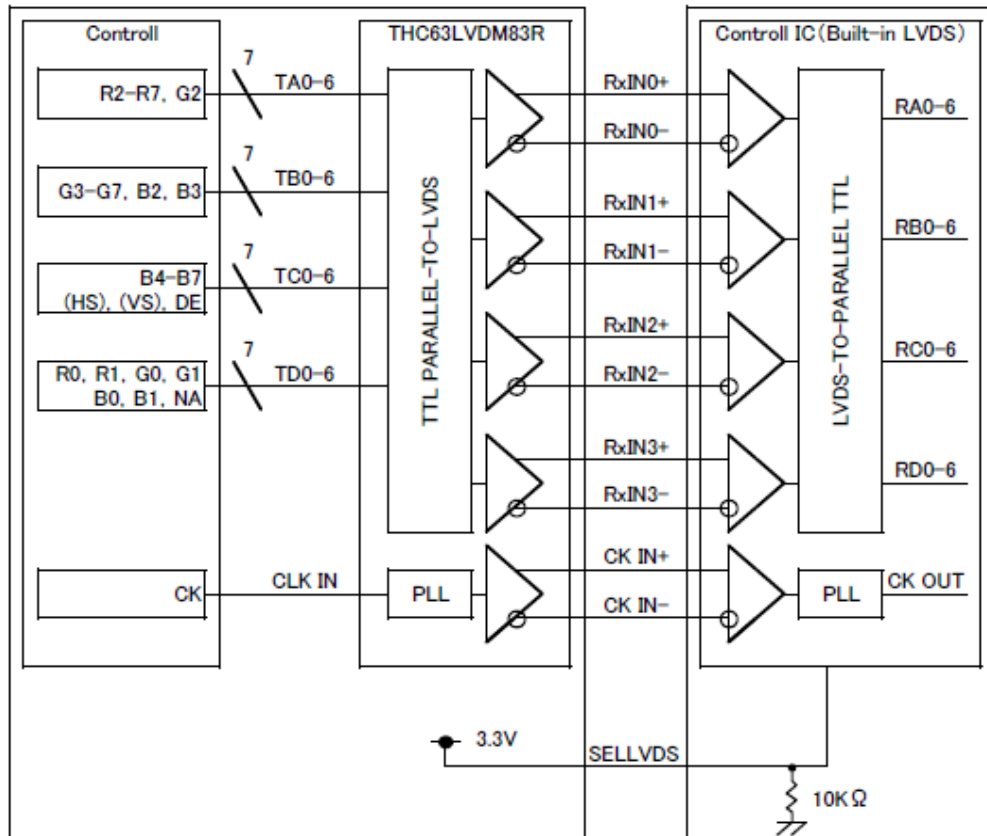 Controll
THC63LVDM83R
Controll IC(Built-in LVDS)
R2-R7, G2
7
TA0-6
G3-G7, B2, B3
7
TB0-6
B4-B7
(HS), (VS), DE
7
TC0-6
R0, R1, G0, G1
B0, B1, NA
7
TD0-6
CK
CLK IN
TTL PARALLEL-TO-LVDS
PLL
RxIN0+
RxIN0-
RxIN1+
RxIN1-
RxIN2+
RxIN2-
RxIN3+
RxIN3-
CK IN+
CK IN-
LVDS-TO-PARALLEL TTL
PLL
RA0-6
RB0-6
RC0-6
RD0-6
CK OUT
3.3V
SELLVDS
10KΩ